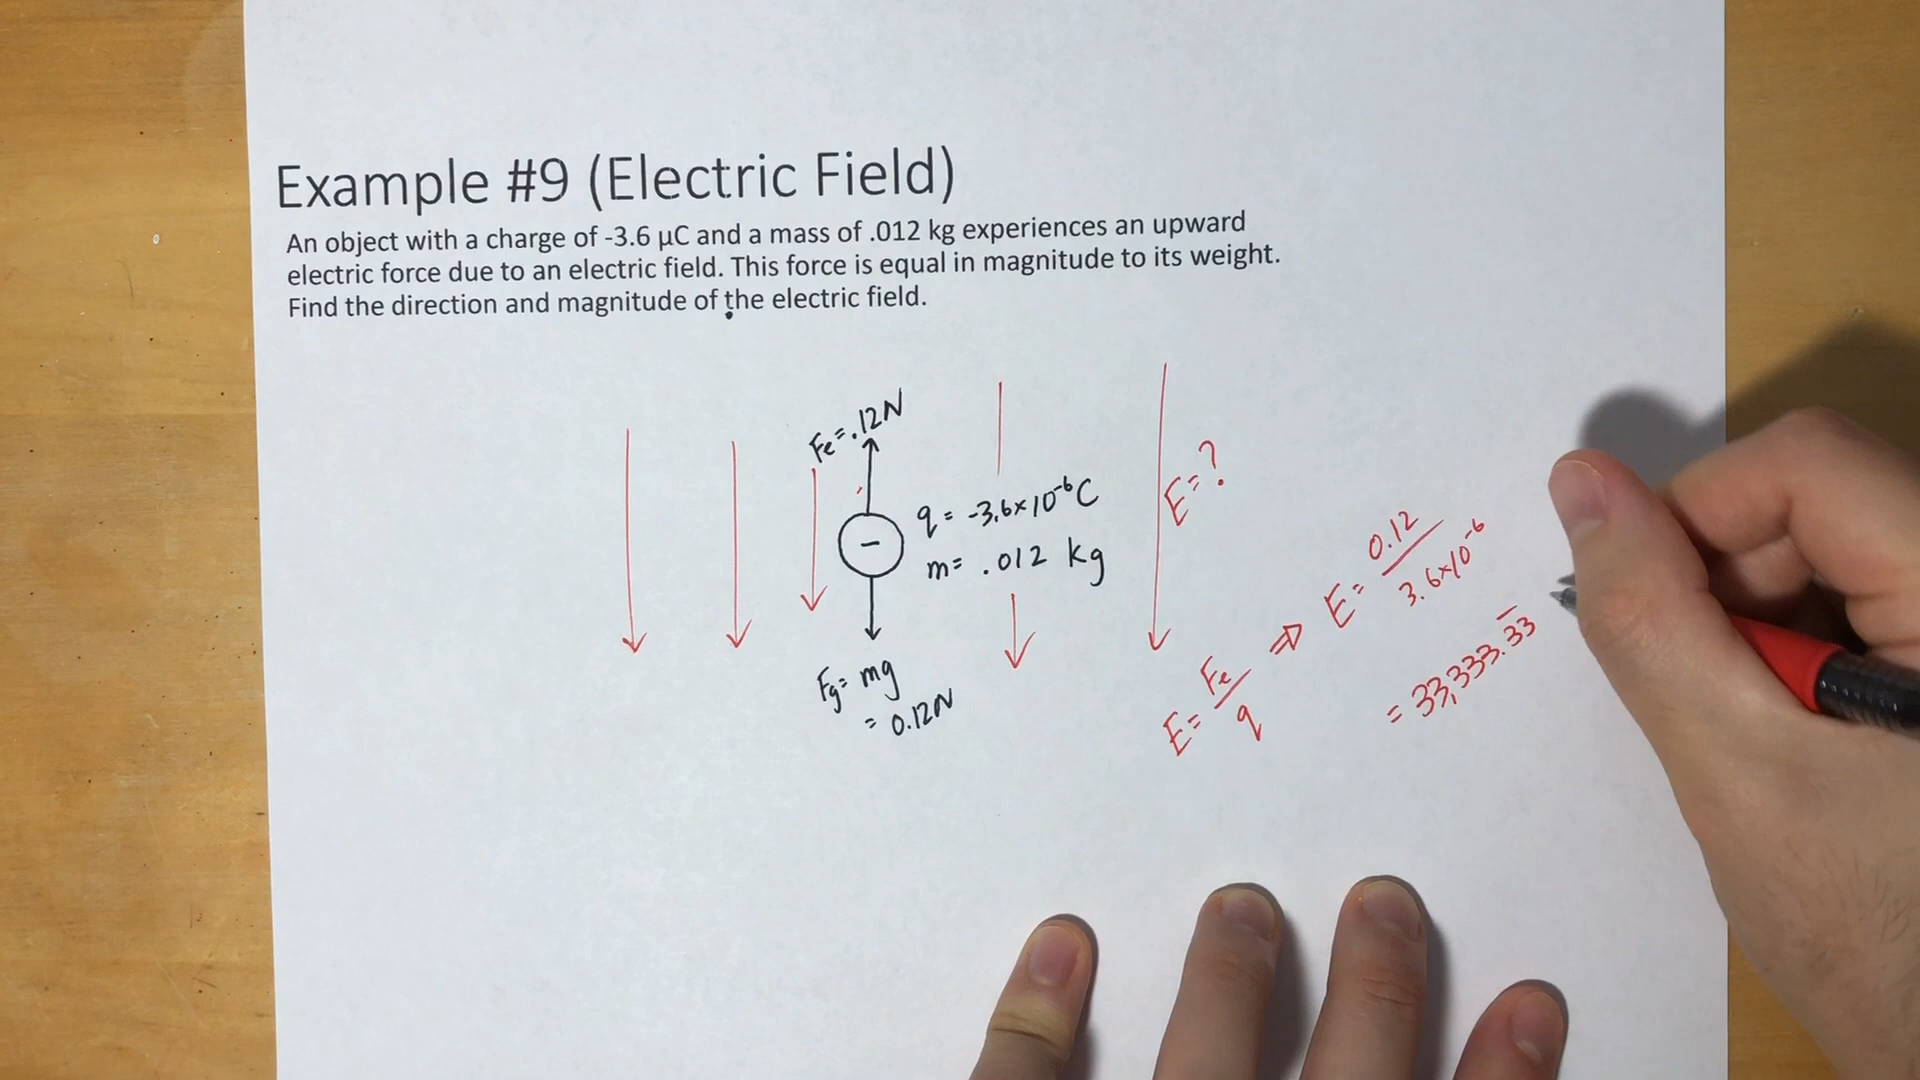 Example #9 (Electric Field)
An object with a charge of -3.6 µC and a mass of .012 kg experiences an upward
electric force due to an electric field. This force is equal in magnitude to its weight.
Find the direction and magnitude of the electric field.
Fe=.12N
q = -3.6×10⁻⁶C
m= .012 kg
Fg= mg
= 0.12N
E=?
E= Fe/q ⇒ E= 0.12/3.6×10⁻⁶
= 33,333.33̅